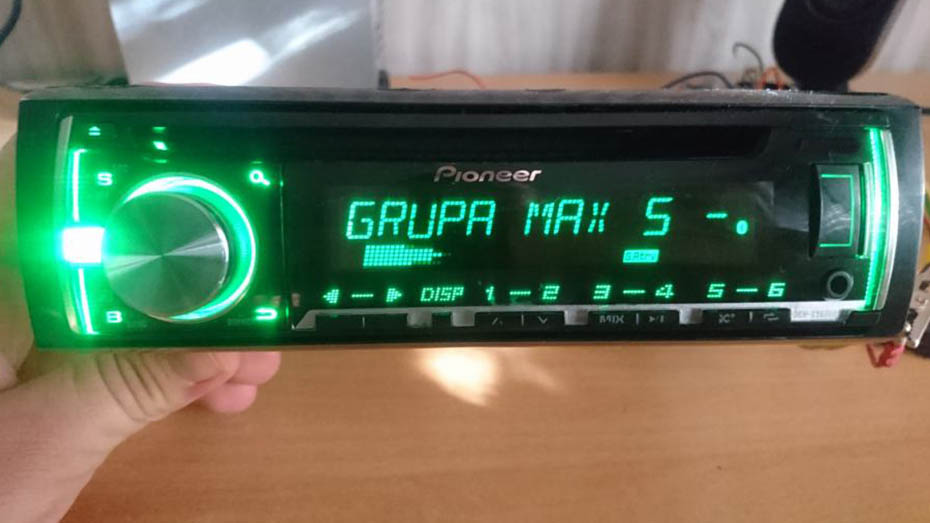 Pioneer
S
GRUPA MAX 5 -.
DISP 1 — 2 3 — 4 5 — 6
B
MIX